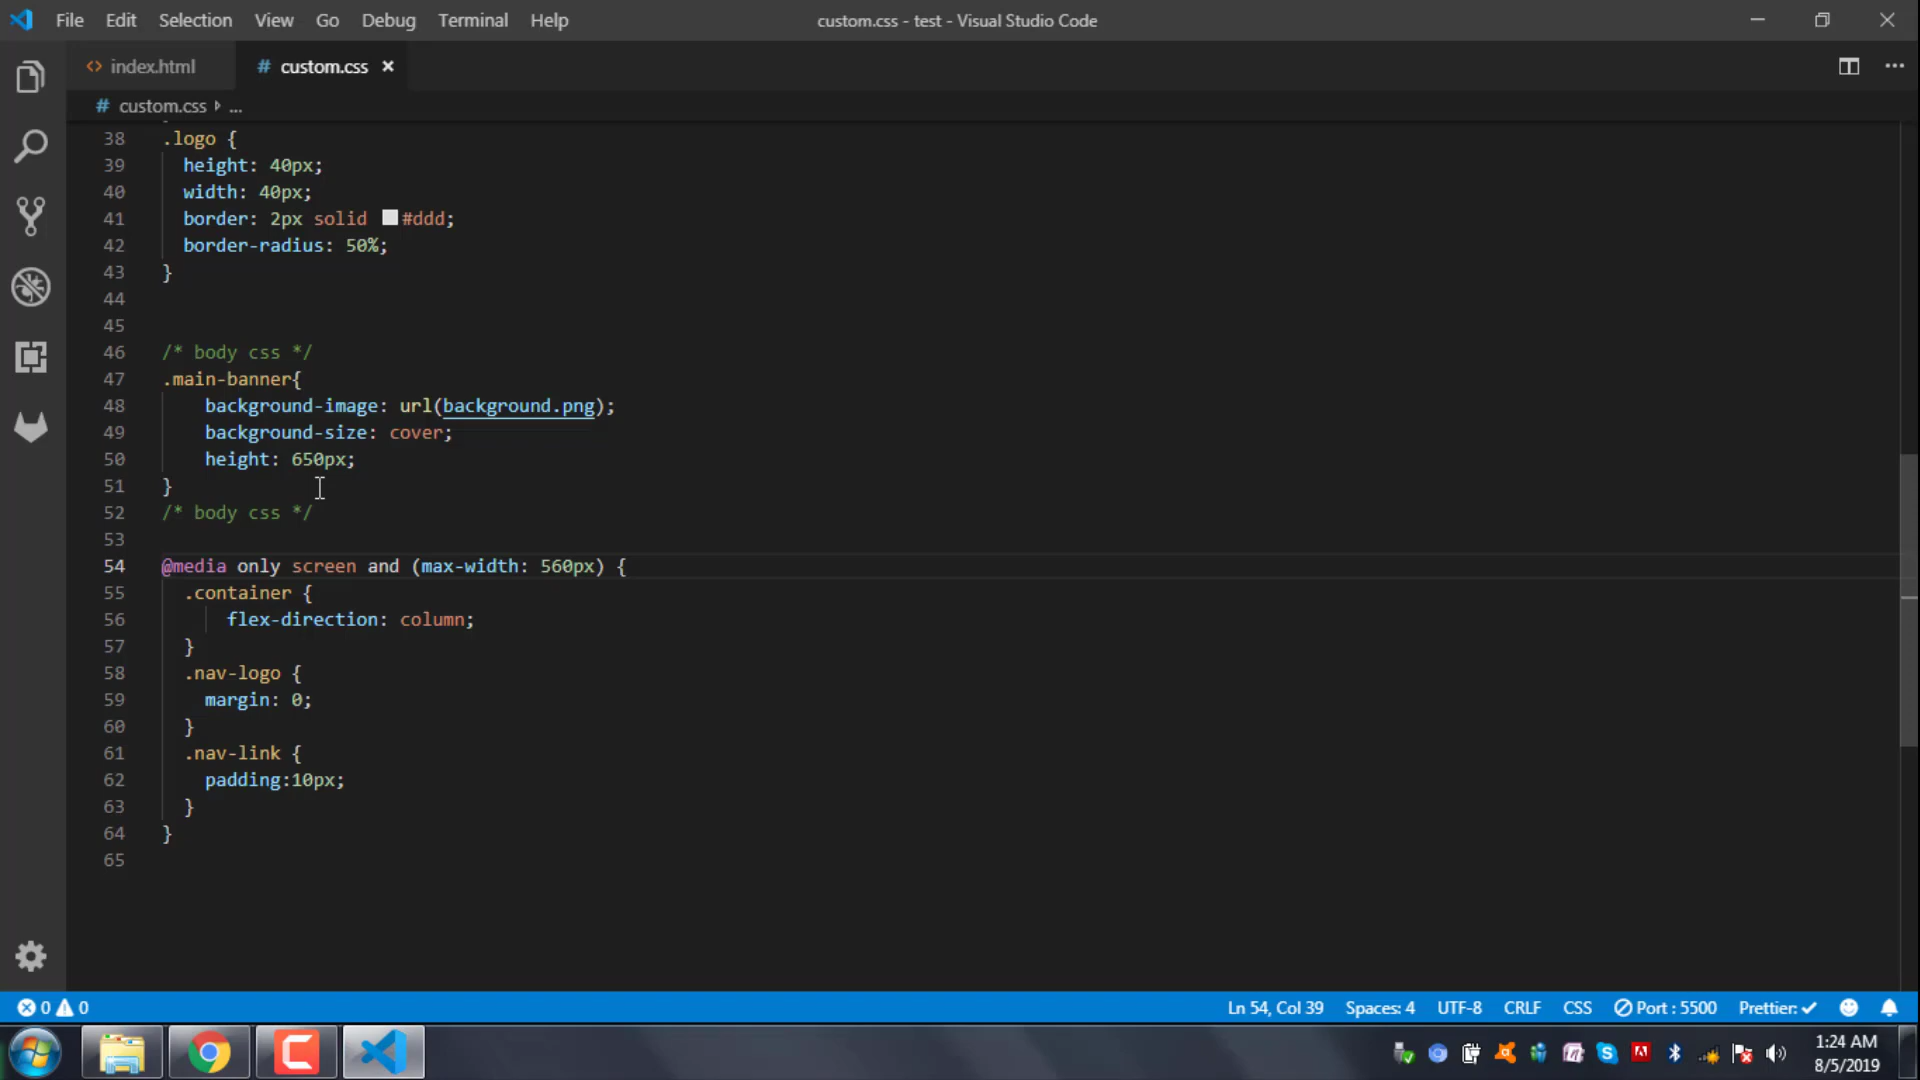 File Edit Selection View Go Debug Terminal Help
custom.css - test - Visual Studio Code
<> index.html
# custom.css ×
# custom.css ▸ ...
38 .logo {
39 height: 40px;
40 width: 40px;
41 border: 2px solid #ddd;
42 border-radius: 50%;
43 }
44
45
46 /* body css */
47 .main-banner{
48 background-image: url(background.png);
49 background-size: cover;
50 height: 650px;
51 }
52 /* body css */
53
54 @media only screen and (max-width: 560px) {
55 .container {
56 flex-direction: column;
57 }
58 .nav-logo {
59 margin: 0;
60 }
61 .nav-link {
62 padding:10px;
63 }
64 }
65
0 0 Ln 54, Col 39 Spaces: 4 UTF-8 CRLF CSS Port : 5500 Prettier: ✓
1:24 AM
8/5/2019